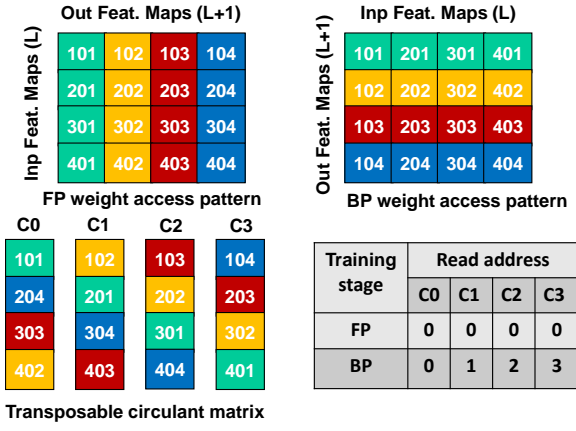 Out Feat. Maps (L+1)
Inp Feat. Maps (L)
101 102 103 104
201 202 203 204
301 302 303 304
401 402 403 404
FP weight access pattern
Inp Feat. Maps (L)
Out Feat. Maps (L+1)
101 201 301 401
102 202 302 402
103 203 303 403
104 204 304 404
BP weight access pattern
C0 C1 C2 C3
101 102 103 104
204 201 202 203
303 304 301 302
402 403 404 401
Transposable circulant matrix
Training stage Read address
C0 C1 C2 C3
FP 0 0 0 0
BP 0 1 2 3